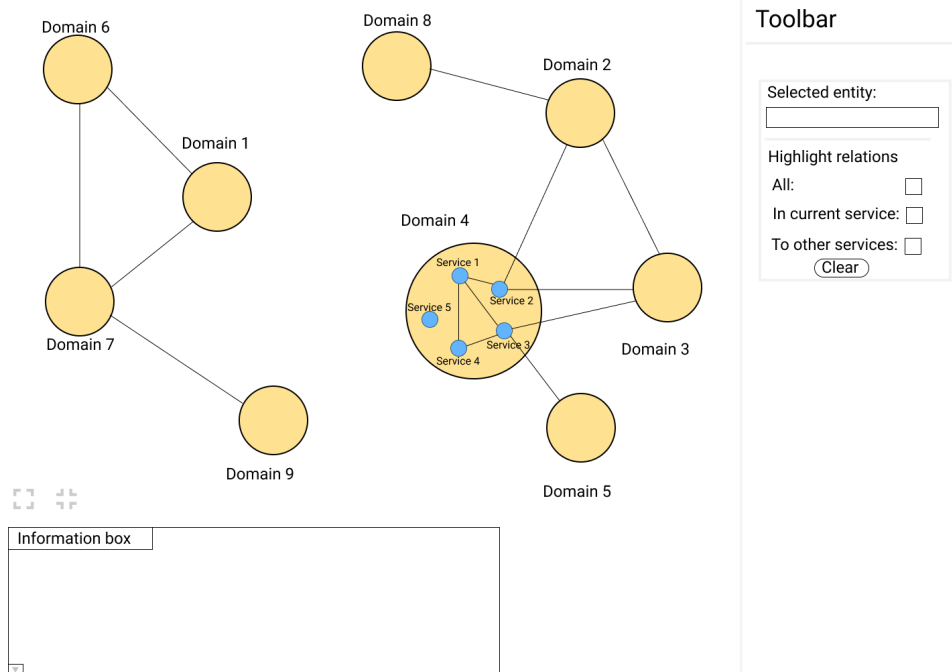 Domain 6
Domain 8
Toolbar
Domain 2
Selected entity:
Domain 1
Highlight relations
All:
In current service:
To other services:
Clear
Domain 4
Service 1
Service 2
Service 5
Service 3
Service 4
Domain 7
Domain 3
Domain 9
Domain 5
Information box